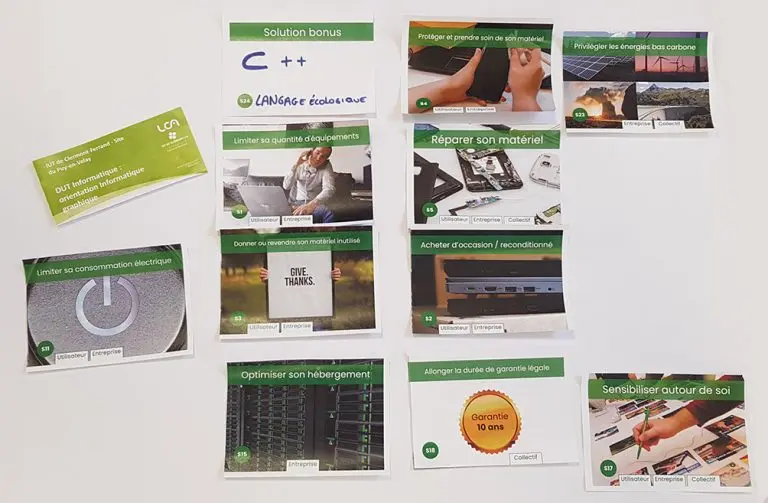 Solution bonus
C ++
S24
LANGAGE ÉCOLOGIQUE
Protéger et prendre soin de son matériel
S4
Utilisateur
Entreprise
Privilégier les énergies bas carbone
S23
Entreprise
Collectif
UCA
IUT de Clermont Ferrand - Site
du Puy-en-Velay
DUT Informatique :
orientation Informatique
graphique
Limiter sa quantité d'équipements
S1
Utilisateur
Entreprise
Réparer son matériel
S5
Utilisateur
Entreprise
Collectif
Limiter sa consommation électrique
S11
Utilisateur
Entreprise
Donner ou revendre son matériel inutilisé
GIVE.
THANKS.
S3
Utilisateur
Entreprise
Acheter d'occasion / reconditionné
S2
Utilisateur
Entreprise
Optimiser son hébergement
S15
Entreprise
Allonger la durée de garantie légale
Garantie
10 ans
S18
Collectif
Sensibiliser autour de soi
S17
Utilisateur
Entreprise
Collectif